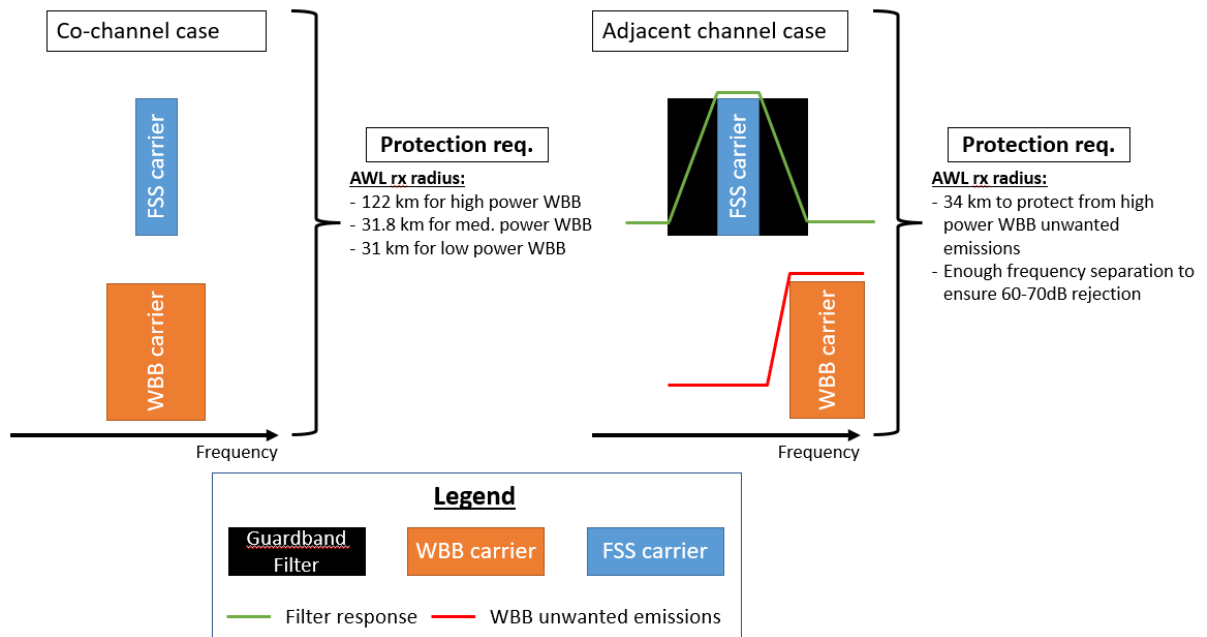 Co-channel case
FSS carrier
WBB carrier
Frequency
Protection req.
AWL rx radius:
- 122 km for high power WBB
- 31.8 km for med. power WBB
- 31 km for low power WBB
Adjacent channel case
FSS carrier
WBB carrier
Frequency
Protection req.
AWL rx radius:
- 34 km to protect from high
power WBB unwanted
emissions
- Enough frequency separation to
ensure 60-70dB rejection
Legend
Guardband
Filter
WBB carrier
FSS carrier
Filter response
WBB unwanted emissions